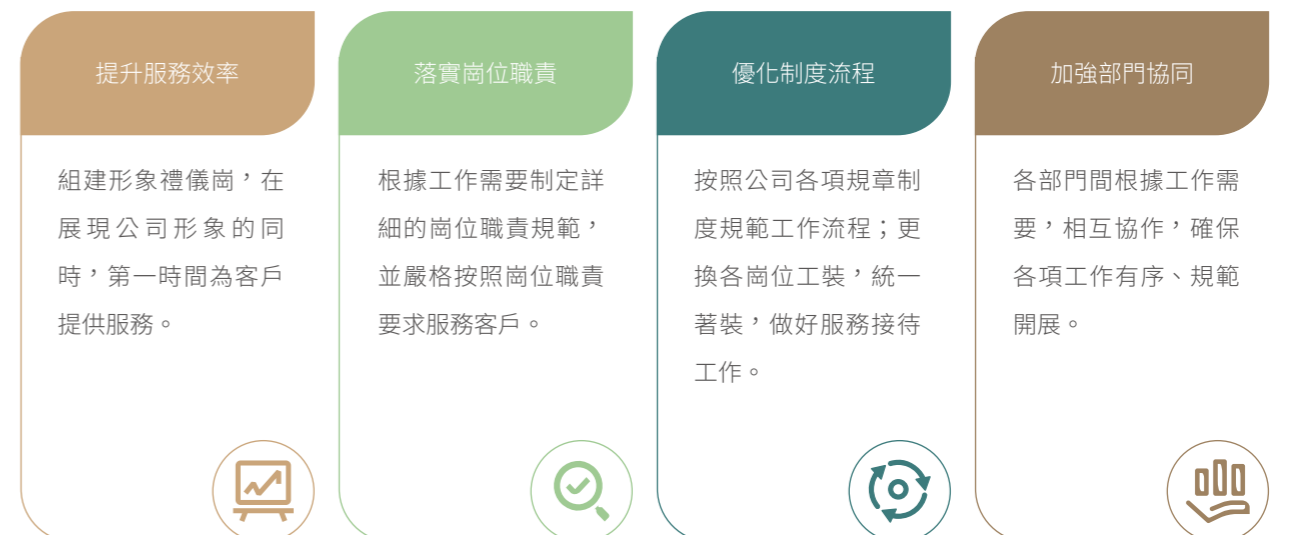 提升服務效率
組建形象禮儀崗，在
展現公司形象的同
時，第一時間為客戶
提供服務。
落實崗位職責
根據工作需要制定詳
細的崗位職責規範，
並嚴格按照崗位職責
要求服務客戶。
優化制度流程
按照公司各項規章制
度規範工作流程；更
換各崗位工裝，統一
著裝，做好服務接待
工作。
加強部門協同
各部門間根據工作需
要，相互協作，確保
各項工作有序、規範
開展。